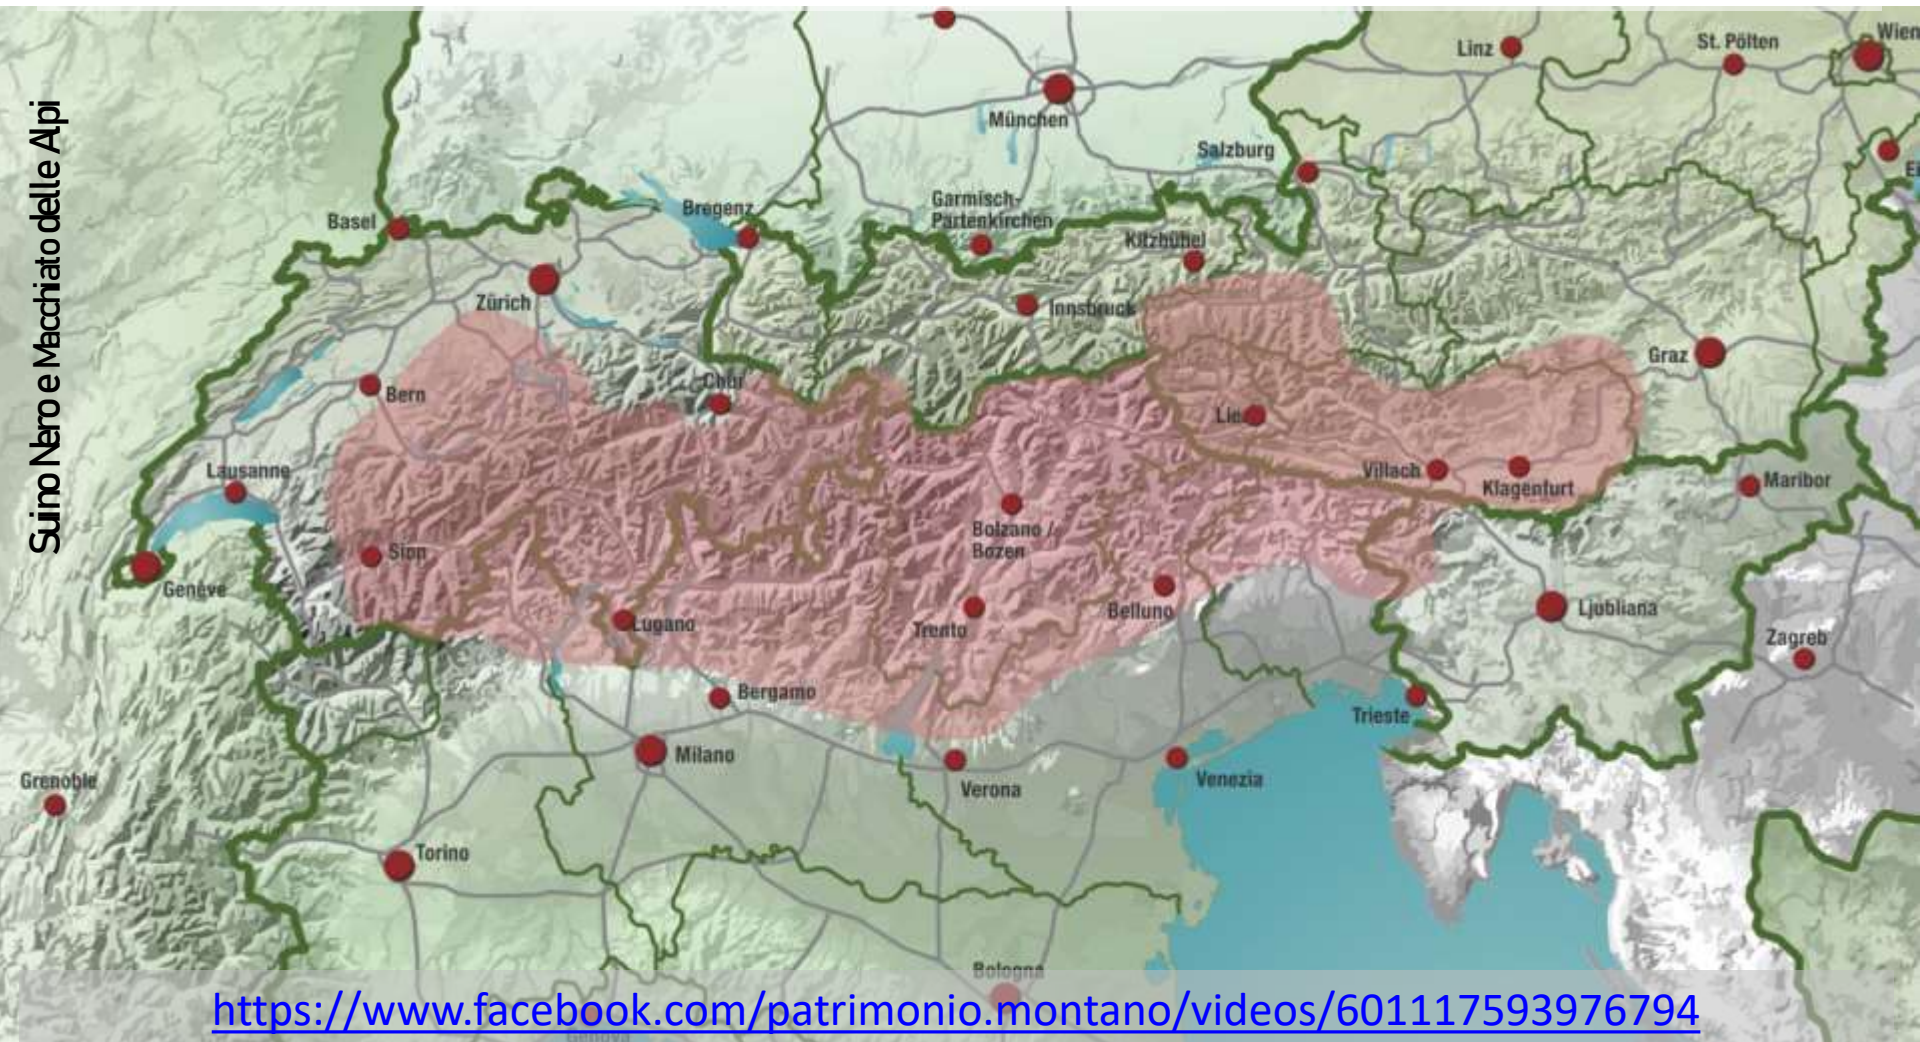 Suino Nero e Macchiato delle Alpi
Linz
St. Pölten
Wien
München
Salzburg
Garmisch-
Partenkirchen
Kitzbühel
Basel
Bregenz
Zürich
Innsbruck
Graz
Bern
Chur
Lie
Villach
Klagenfurt
Maribor
Lausanne
Sion
Bolzano /
Bozen
Genève
Lugano
Trento
Belluno
Ljubljana
Zagreb
Bergamo
Trieste
Milano
Verona
Venezia
Grenoble
Torino
Bologna
https://www.facebook.com/patrimonio.montano/videos/601117593976794
Genova